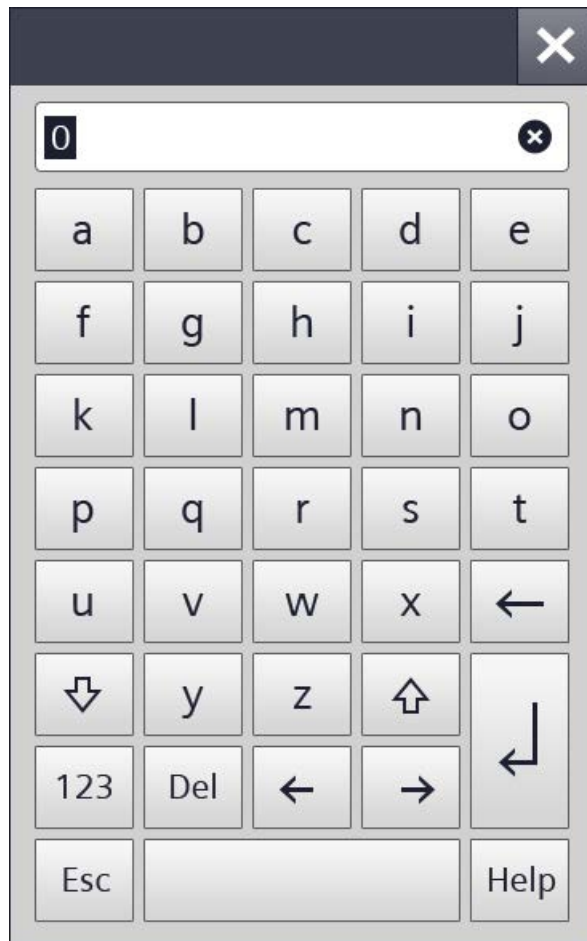 0
a b c d e
f g h i j
k l m n o
p q r s t
u v w x ←
⇩ y z ⇧
123 Del ← → ↵
Esc Help